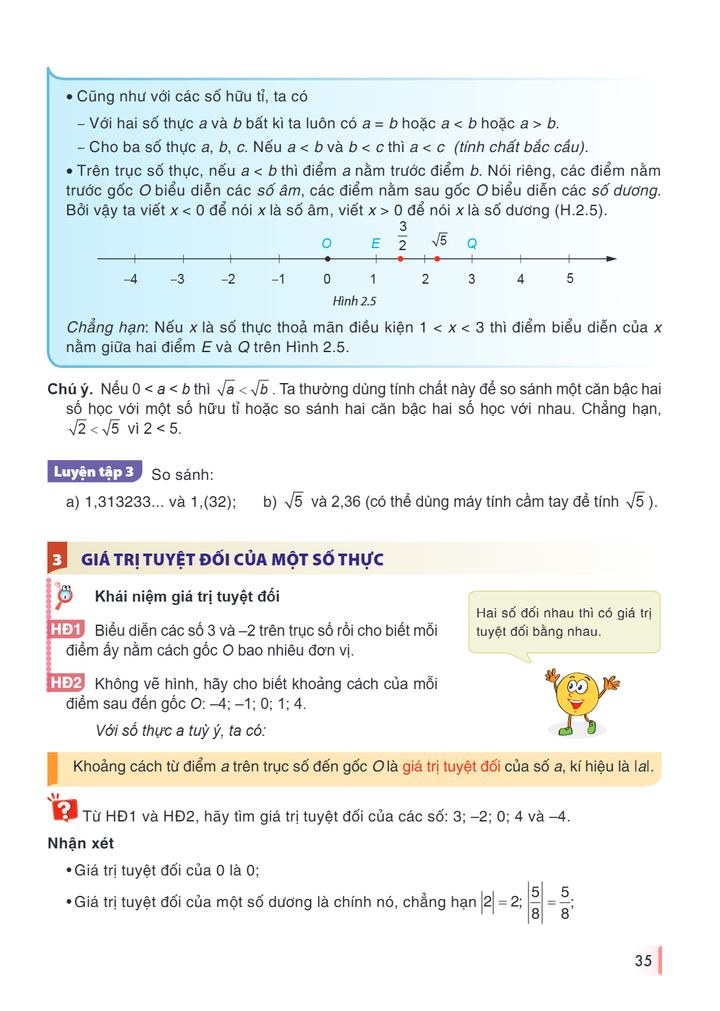 • Cũng như với các số hữu tỉ, ta có
– Với hai số thực a và b bất kì ta luôn có a = b hoặc a < b hoặc a > b.
– Cho ba số thực a, b, c. Nếu a < b và b < c thì a < c (tính chất bắc cầu).
• Trên trục số thực, nếu a < b thì điểm a nằm trước điểm b. Nói riêng, các điểm nằm
trước gốc O biểu diễn các số âm, các điểm nằm sau gốc O biểu diễn các số dương.
Bởi vậy ta viết x < 0 để nói x là số âm, viết x > 0 để nói x là số dương (H.2.5).
O E 3/2 √5 Q
–4 –3 –2 –1 0 1 2 3 4 5
Hình 2.5
Chẳng hạn: Nếu x là số thực thoả mãn điều kiện 1 < x < 3 thì điểm biểu diễn của x
nằm giữa hai điểm E và Q trên Hình 2.5.
Chú ý. Nếu 0 < a < b thì √a < √b . Ta thường dùng tính chất này để so sánh một căn bậc hai
số học với một số hữu tỉ hoặc so sánh hai căn bậc hai số học với nhau. Chẳng hạn,
√2 < √5 vì 2 < 5.
Luyện tập 3 So sánh:
a) 1,313233... và 1,(32); b) √5 và 2,36 (có thể dùng máy tính cầm tay để tính √5 ).
3 GIÁ TRỊ TUYỆT ĐỐI CỦA MỘT SỐ THỰC
Khái niệm giá trị tuyệt đối
HĐ1 Biểu diễn các số 3 và –2 trên trục số rồi cho biết mỗi
điểm ấy nằm cách gốc O bao nhiêu đơn vị.
HĐ2 Không vẽ hình, hãy cho biết khoảng cách của mỗi
điểm sau đến gốc O: –4; –1; 0; 1; 4.
Hai số đối nhau thì có giá trị
tuyệt đối bằng nhau.
Với số thực a tuỳ ý, ta có:
Khoảng cách từ điểm a trên trục số đến gốc O là giá trị tuyệt đối của số a, kí hiệu là |a|.
? Từ HĐ1 và HĐ2, hãy tìm giá trị tuyệt đối của các số: 3; –2; 0; 4 và –4.
Nhận xét
• Giá trị tuyệt đối của 0 là 0;
• Giá trị tuyệt đối của một số dương là chính nó, chẳng hạn |2| = 2; |5/8| = 5/8;
35